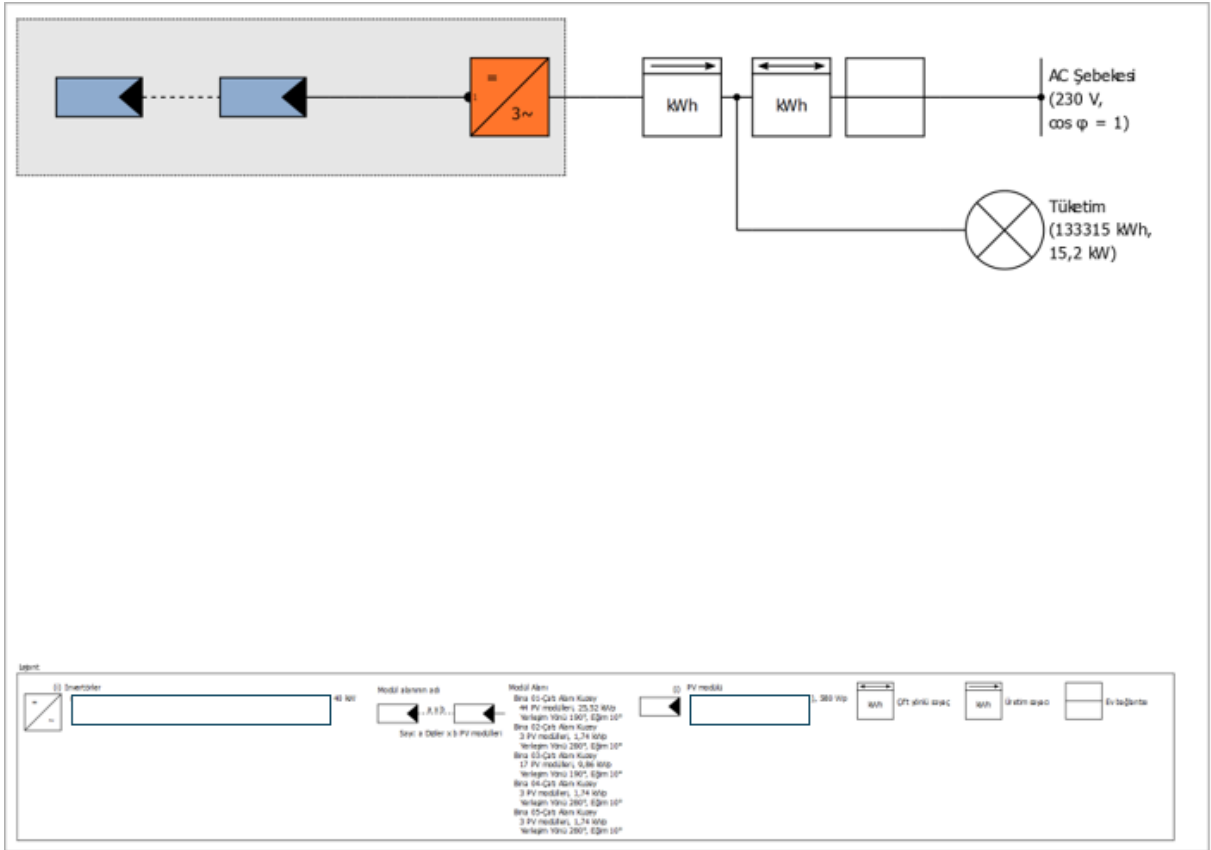 =
3~
1
kWh
kWh
AC Şebekesi
(230 V,
cos φ = 1)
Tüketim
(133315 kWh,
15,2 kW)
Legent
(i) Invertörler
40 kW
=
~
Modül alanının adı
a x b
Sayı: a Diziler x b PV modülleri
Modül Alanı
Bina 01-Çatı Alanı Kuzey
44 PV modülleri, 25,52 kWp
Yerleşim Yönü 190°, Eğim 10°
Bina 02-Çatı Alanı Kuzey
3 PV modülleri, 1,74 kWp
Yerleşim Yönü 280°, Eğim 10°
Bina 03-Çatı Alanı Kuzey
17 PV modülleri, 9,86 kWp
Yerleşim Yönü 190°, Eğim 10°
Bina 04-Çatı Alanı Kuzey
3 PV modülleri, 1,74 kWp
Yerleşim Yönü 280°, Eğim 10°
Bina 05-Çatı Alanı Kuzey
3 PV modülleri, 1,74 kWp
Yerleşim Yönü 280°, Eğim 10°
(i) PV modülü
), 580 Wp
kWh
Çift yönlü sayaç
kWh
Üretim sayacı
Ev bağlantısı